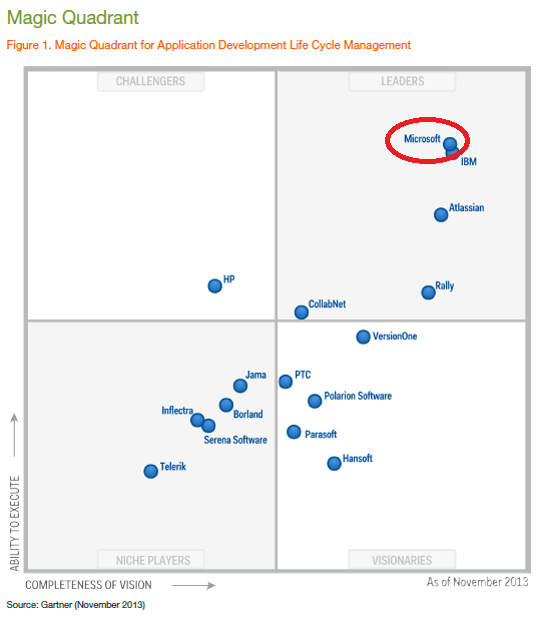 Magic Quadrant
Figure 1. Magic Quadrant for Application Development Life Cycle Management
CHALLENGERS
LEADERS
Microsoft
IBM
Atlassian
HP
Rally
CollabNet
VersionOne
Jama
PTC
Polarion Software
Inflectra
Borland
Serena Software
Parasoft
Telerik
Hansoft
ABILITY TO EXECUTE
NICHE PLAYERS
VISIONARIES
COMPLETENESS OF VISION
As of November 2013
Source: Gartner (November 2013)